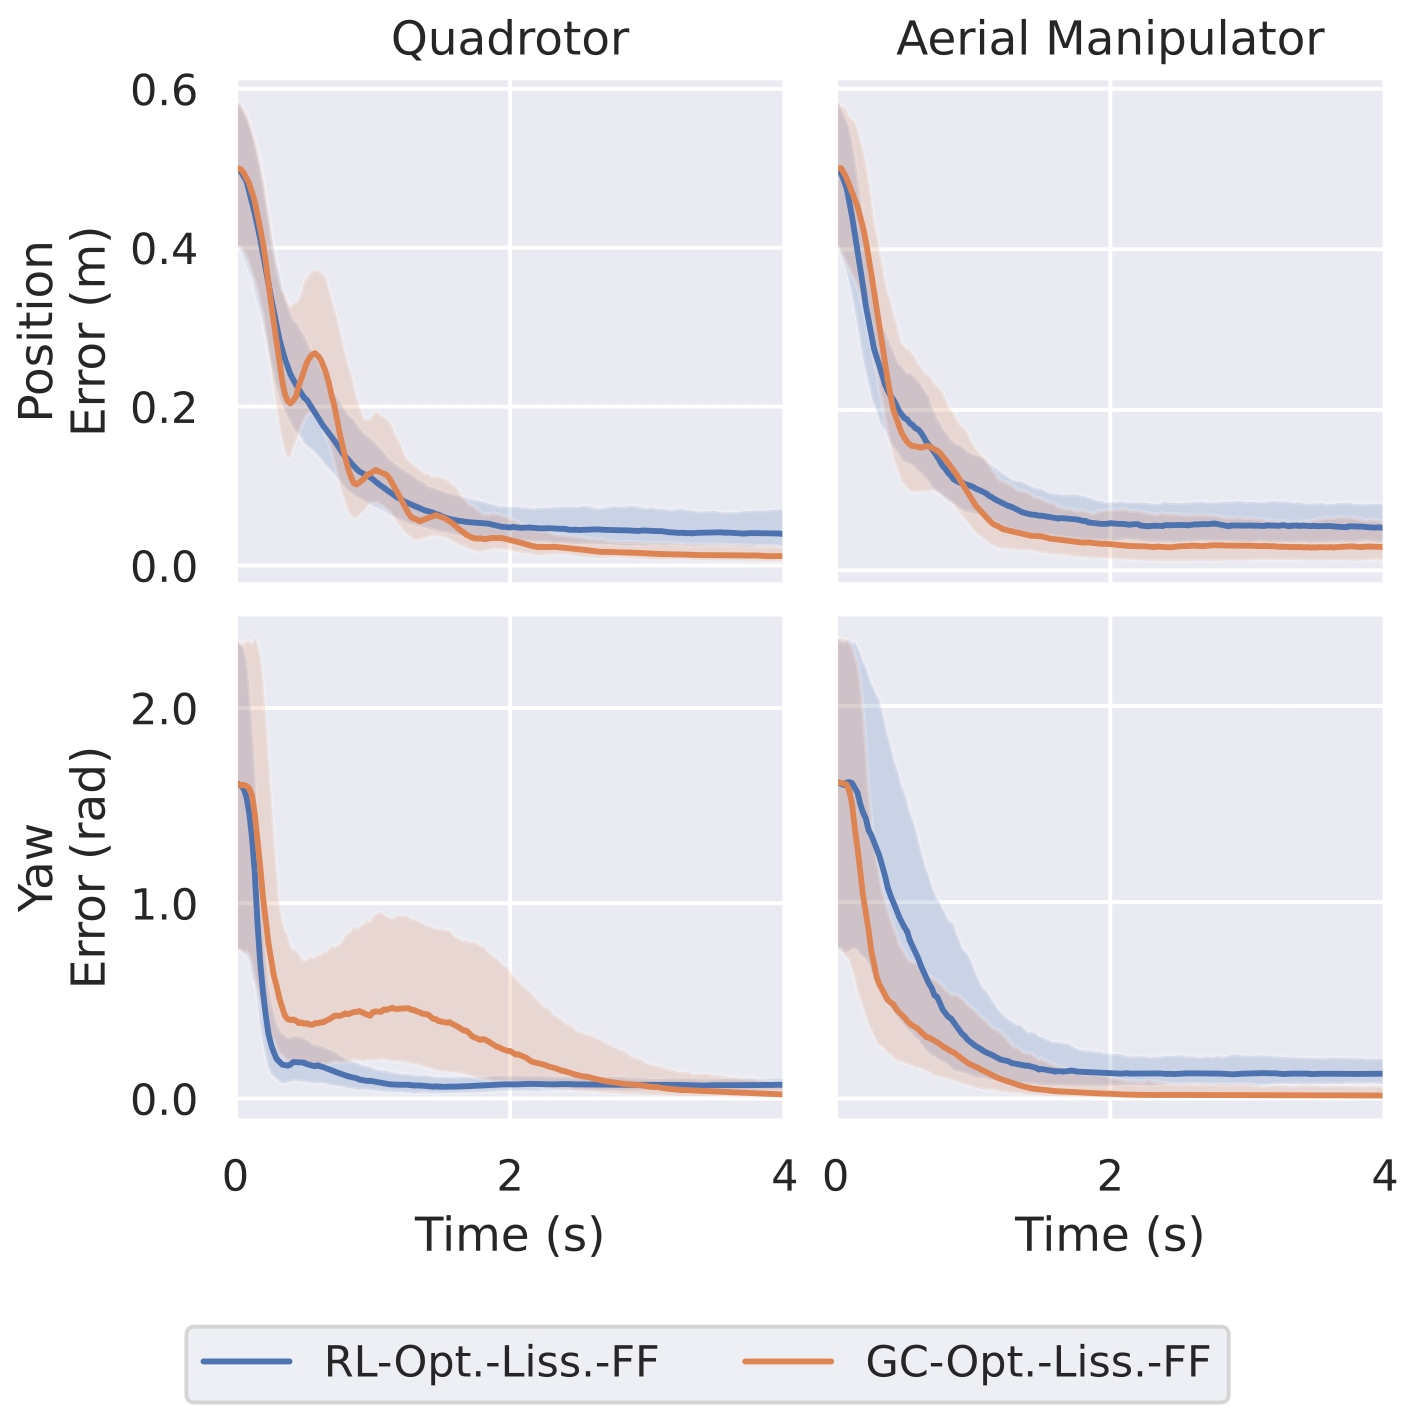 Quadrotor
Aerial Manipulator
Position
Error (m)
0.6
0.4
0.2
0.0
Yaw
Error (rad)
2.0
1.0
0.0
0
2
4
0
2
4
Time (s)
Time (s)
RL-Opt.-Liss.-FF
GC-Opt.-Liss.-FF